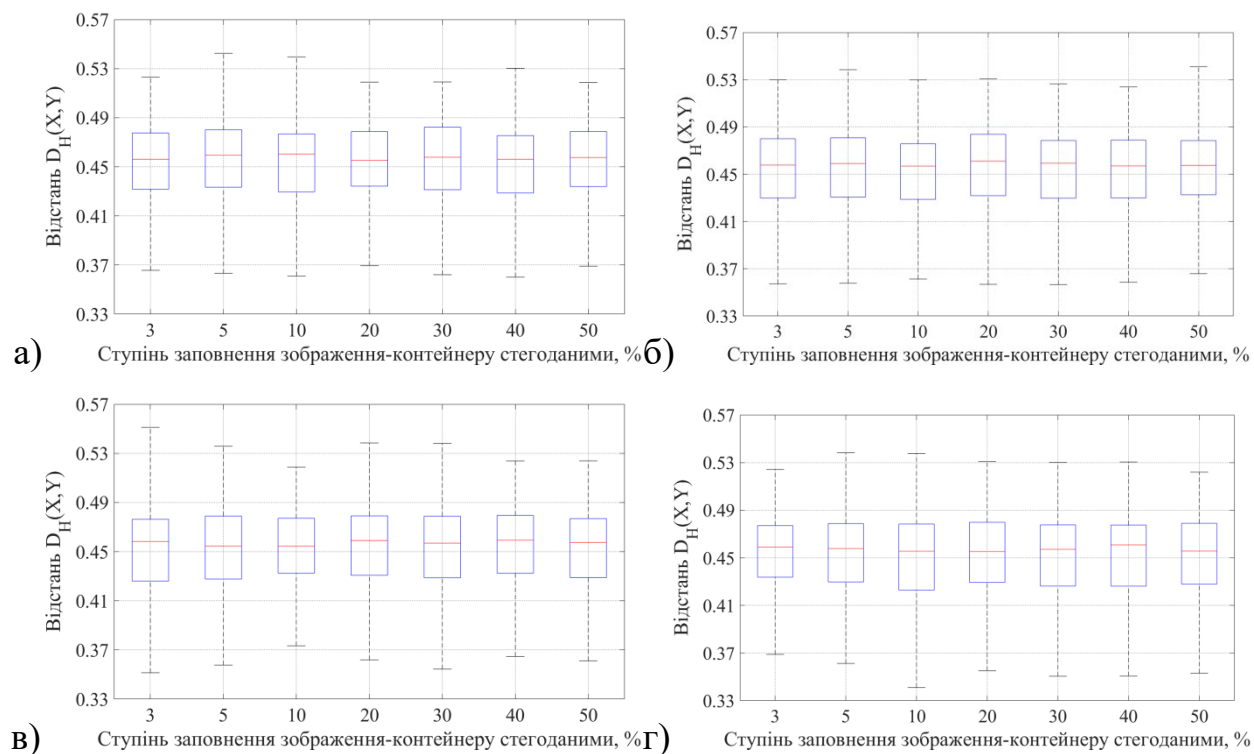 0.57
0.53
0.49
0.45
0.41
0.37
0.33
Відстань D_H(X,Y)
3 5 10 20 30 40 50
а) Ступінь заповнення зображення-контейнеру стегоданими, %
0.57
0.53
0.49
0.45
0.41
0.37
0.33
Відстань D_H(X,Y)
3 5 10 20 30 40 50
б) Ступінь заповнення зображення-контейнеру стегоданими, %
0.57
0.53
0.49
0.45
0.41
0.37
0.33
Відстань D_H(X,Y)
3 5 10 20 30 40 50
в) Ступінь заповнення зображення-контейнеру стегоданими, %
0.57
0.53
0.49
0.45
0.41
0.37
0.33
Відстань D_H(X,Y)
3 5 10 20 30 40 50
г) Ступінь заповнення зображення-контейнеру стегоданими, %